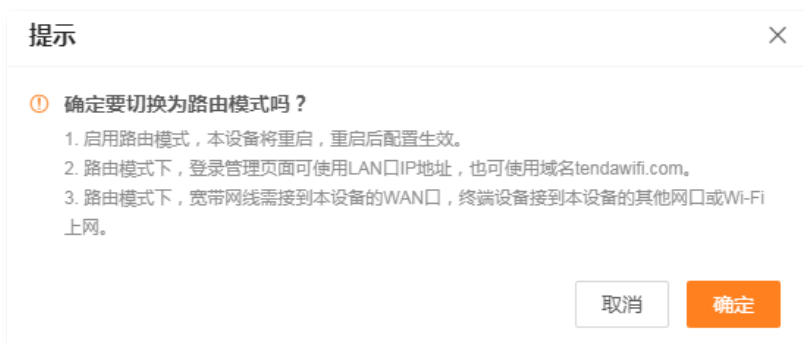 提示
确定要切换为路由模式吗？
1. 启用路由模式，本设备将重启，重启后配置生效。
2. 路由模式下，登录管理页面可使用LAN口IP地址，也可使用域名tendawifi.com。
3. 路由模式下，宽带网线需接到本设备的WAN口，终端设备接到本设备的其他网口或Wi-Fi
上网。
取消
确定